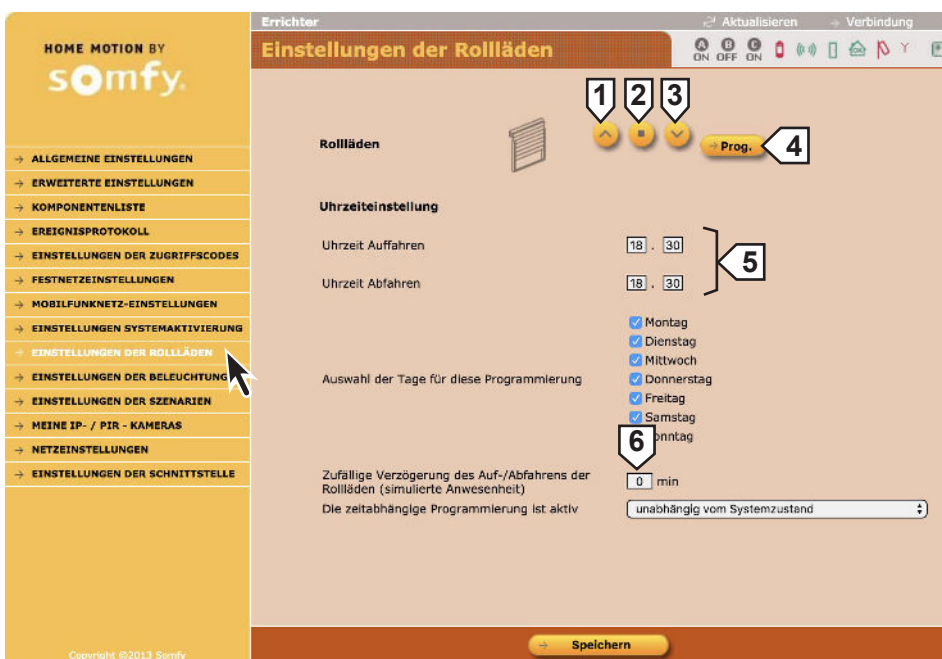 Errichter
Aktualisieren
Verbindung
HOME MOTION BY
somfy.
Einstellungen der Rollläden
A B C
ON OFF ON
1 2 3
Rollläden
Prog.
4
ALLGEMEINE EINSTELLUNGEN
ERWEITERTE EINSTELLUNGEN
KOMPONENTENLISTE
EREIGNISPROTOKOLL
EINSTELLUNGEN DER ZUGRIFFSCODES
FESTNETZEINSTELLUNGEN
MOBILFUNKNETZ-EINSTELLUNGEN
EINSTELLUNGEN SYSTEMAKTIVIERUNG
EINSTELLUNGEN DER ROLLLÄDEN
EINSTELLUNGEN DER BELEUCHTUNG
EINSTELLUNGEN DER SZENARIEN
MEINE IP- / PIR - KAMERAS
NETZEINSTELLUNGEN
EINSTELLUNGEN DER SCHNITTSTELLE
Uhrzeiteinstellung
Uhrzeit Auffahren
18 . 30
Uhrzeit Abfahren
18 . 30
5
Auswahl der Tage für diese Programmierung
Montag
Dienstag
Mittwoch
Donnerstag
Freitag
Samstag
onntag
6
Zufällige Verzögerung des Auf-/Abfahrens der
Rollläden (simulierte Anwesenheit)
0 min
Die zeitabhängige Programmierung ist aktiv
unabhängig vom Systemzustand
Speichern
Copyright ©2013 Somfy